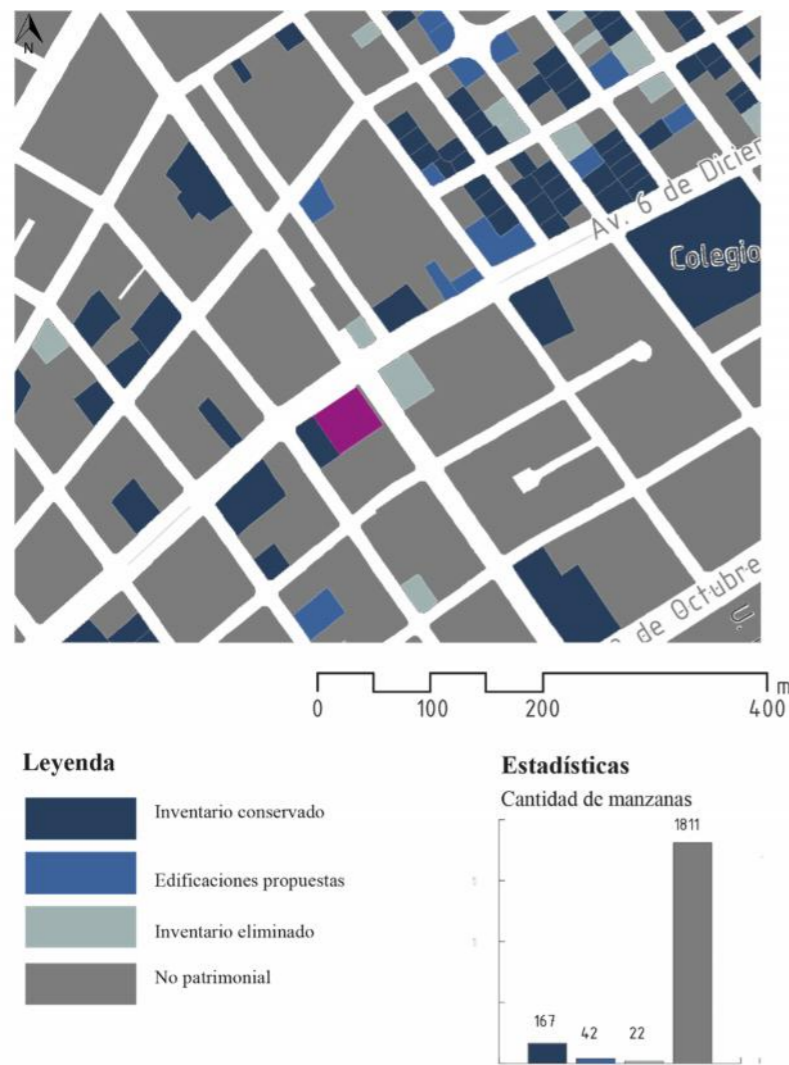 N
Av. 6 de Dicier
Colegio
de Octubre
U.
m
0 100 200 400
Leyenda
Inventario conservado
Edificaciones propuestas
Inventario eliminado
No patrimonial
Estadísticas
Cantidad de manzanas
1811
167
42
22